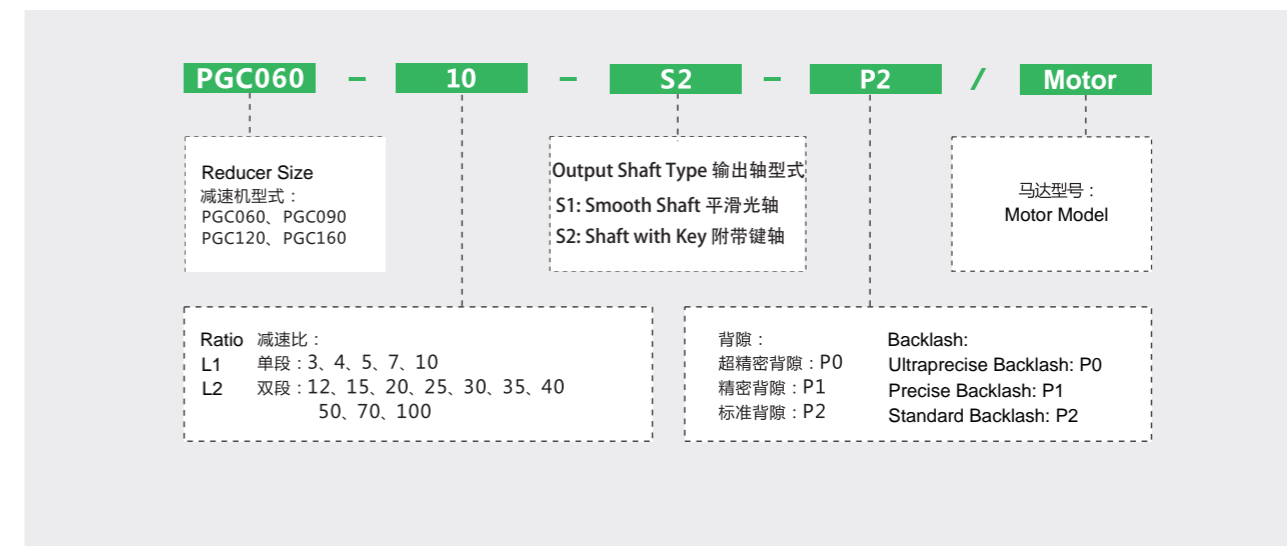 PGC060 – 10 – S2 – P2 / Motor
Reducer Size
减速机型式：
PGC060、PGC090
PGC120、PGC160
Output Shaft Type 输出轴型式
S1: Smooth Shaft 平滑光轴
S2: Shaft with Key 附带键轴
马达型号：
Motor Model
Ratio 减速比：
L1 单段：3、4、5、7、10
L2 双段：12、15、20、25、30、35、40
50、70、100
背隙：
超精密背隙：P0
精密背隙：P1
标准背隙：P2
Backlash:
Ultraprecise Backlash: P0
Precise Backlash: P1
Standard Backlash: P2